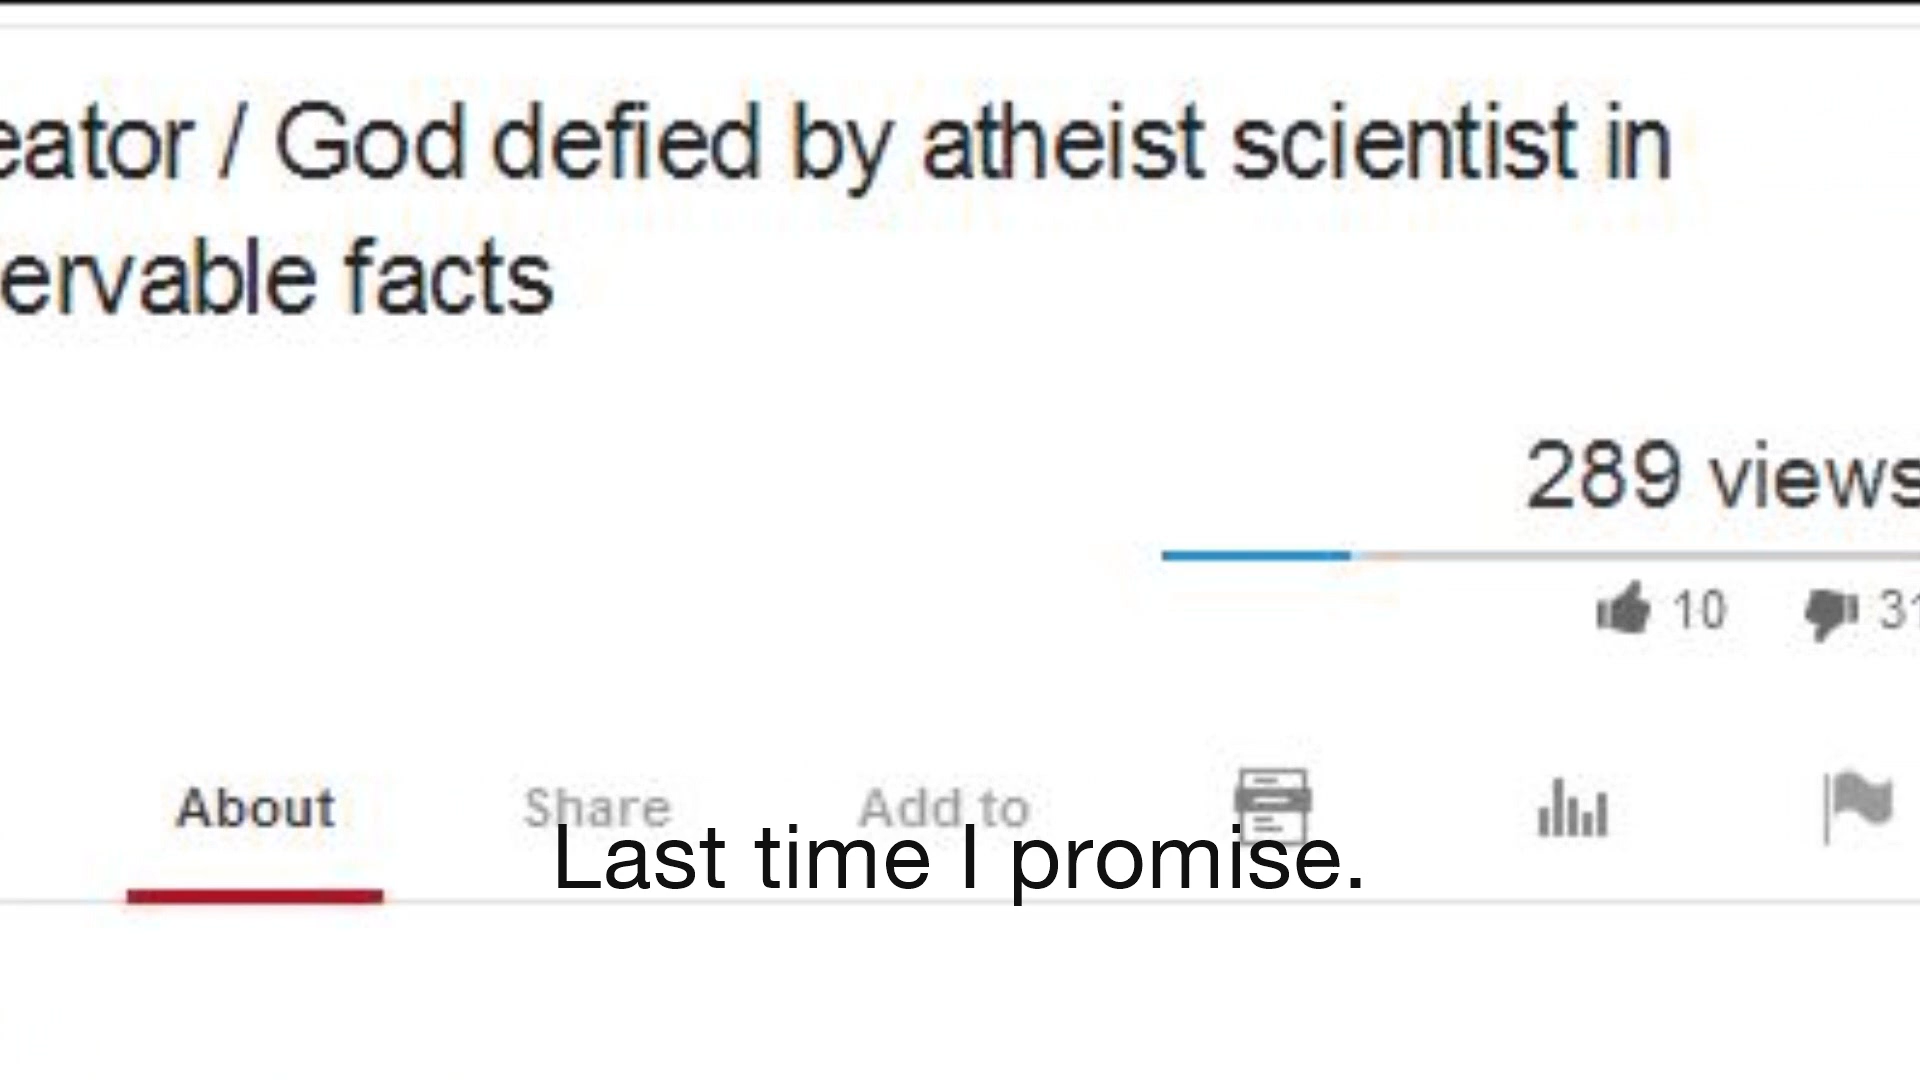 eator / God defied by atheist scientist in
ervable facts
289 views
10 31
About Share Add to
Last time I promise.